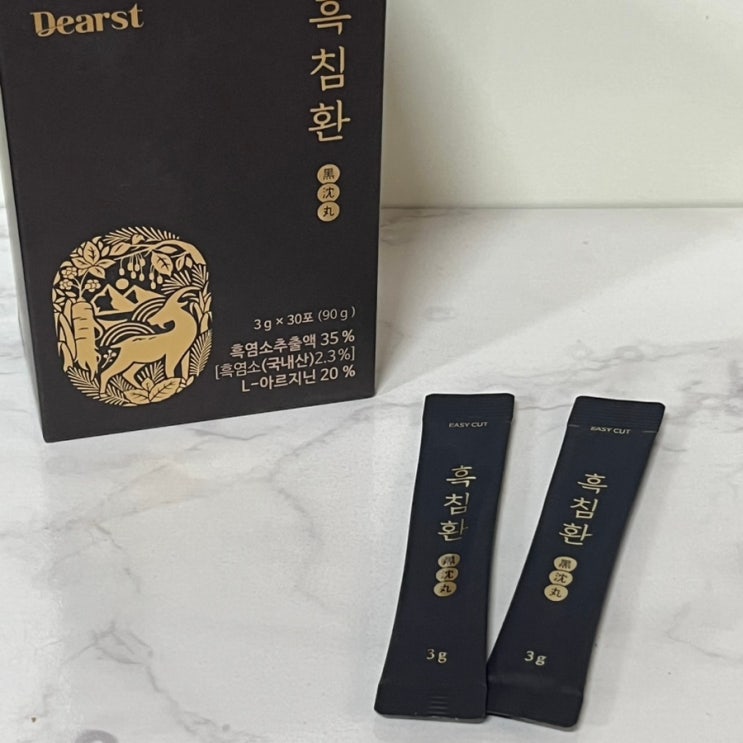 Dearst
흑침환
黑沈丸
3g × 30포 (90g)
흑염소추출액 35 %
[흑염소(국내산)2.3%]
L-아르지닌 20 %
EASY CUT
흑침환
黑沈丸
3g
EASY CUT
흑침환
黑沈丸
3g